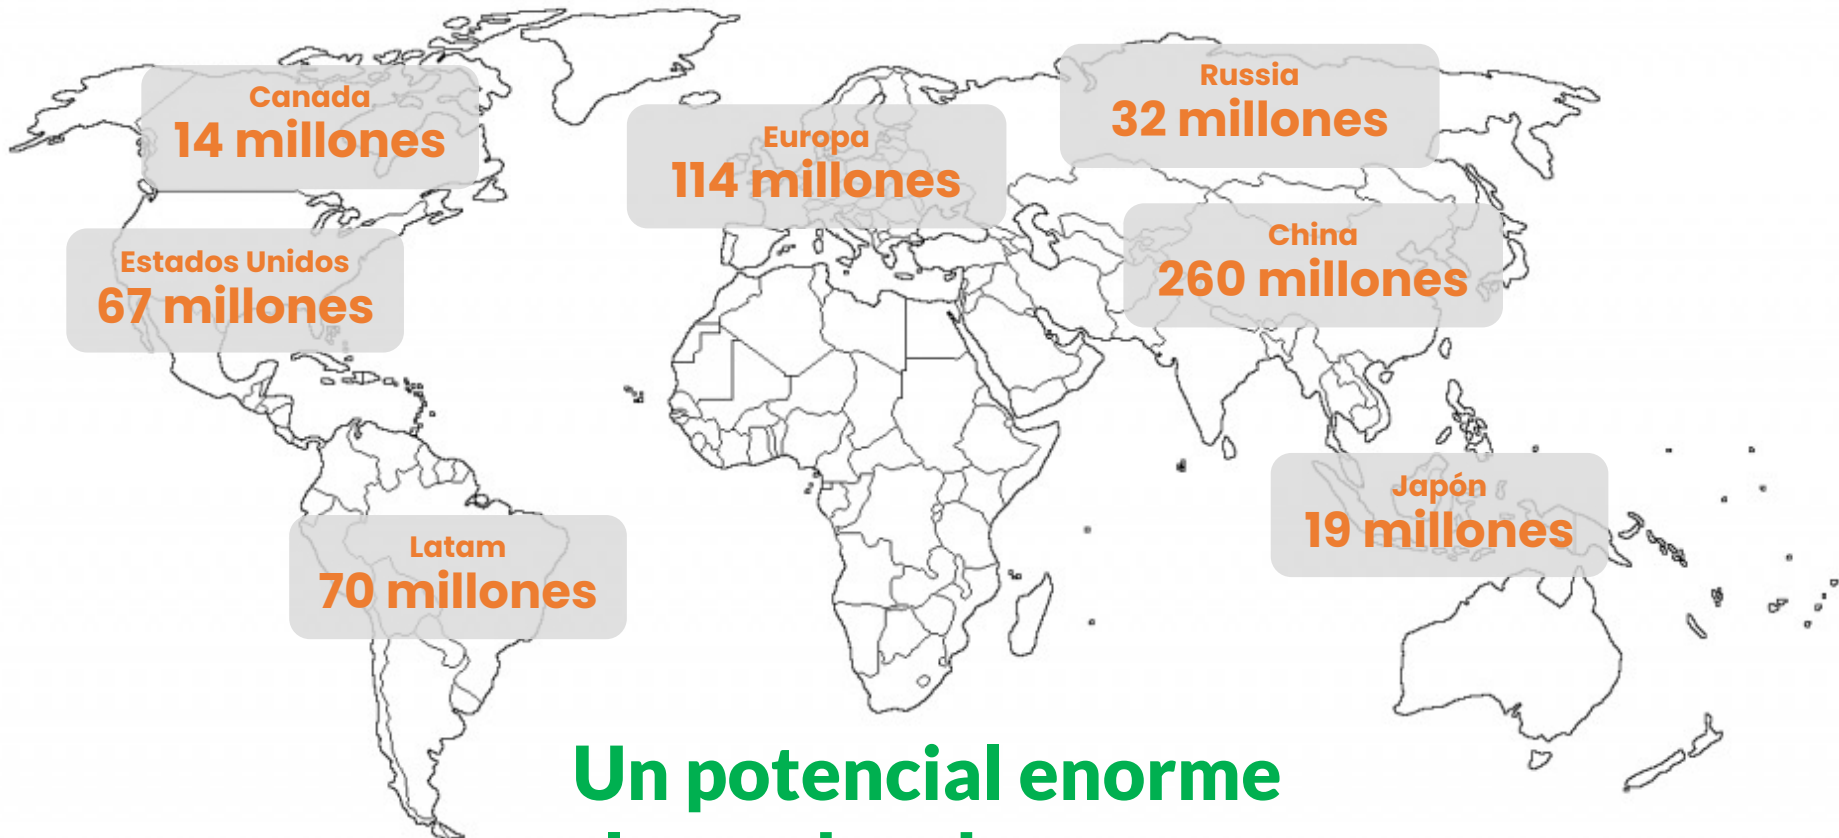 Canada
14 millones
Russia
32 millones
Europa
114 millones
China
260 millones
Estados Unidos
67 millones
Japón
19 millones
Latam
70 millones
Un potencial enorme